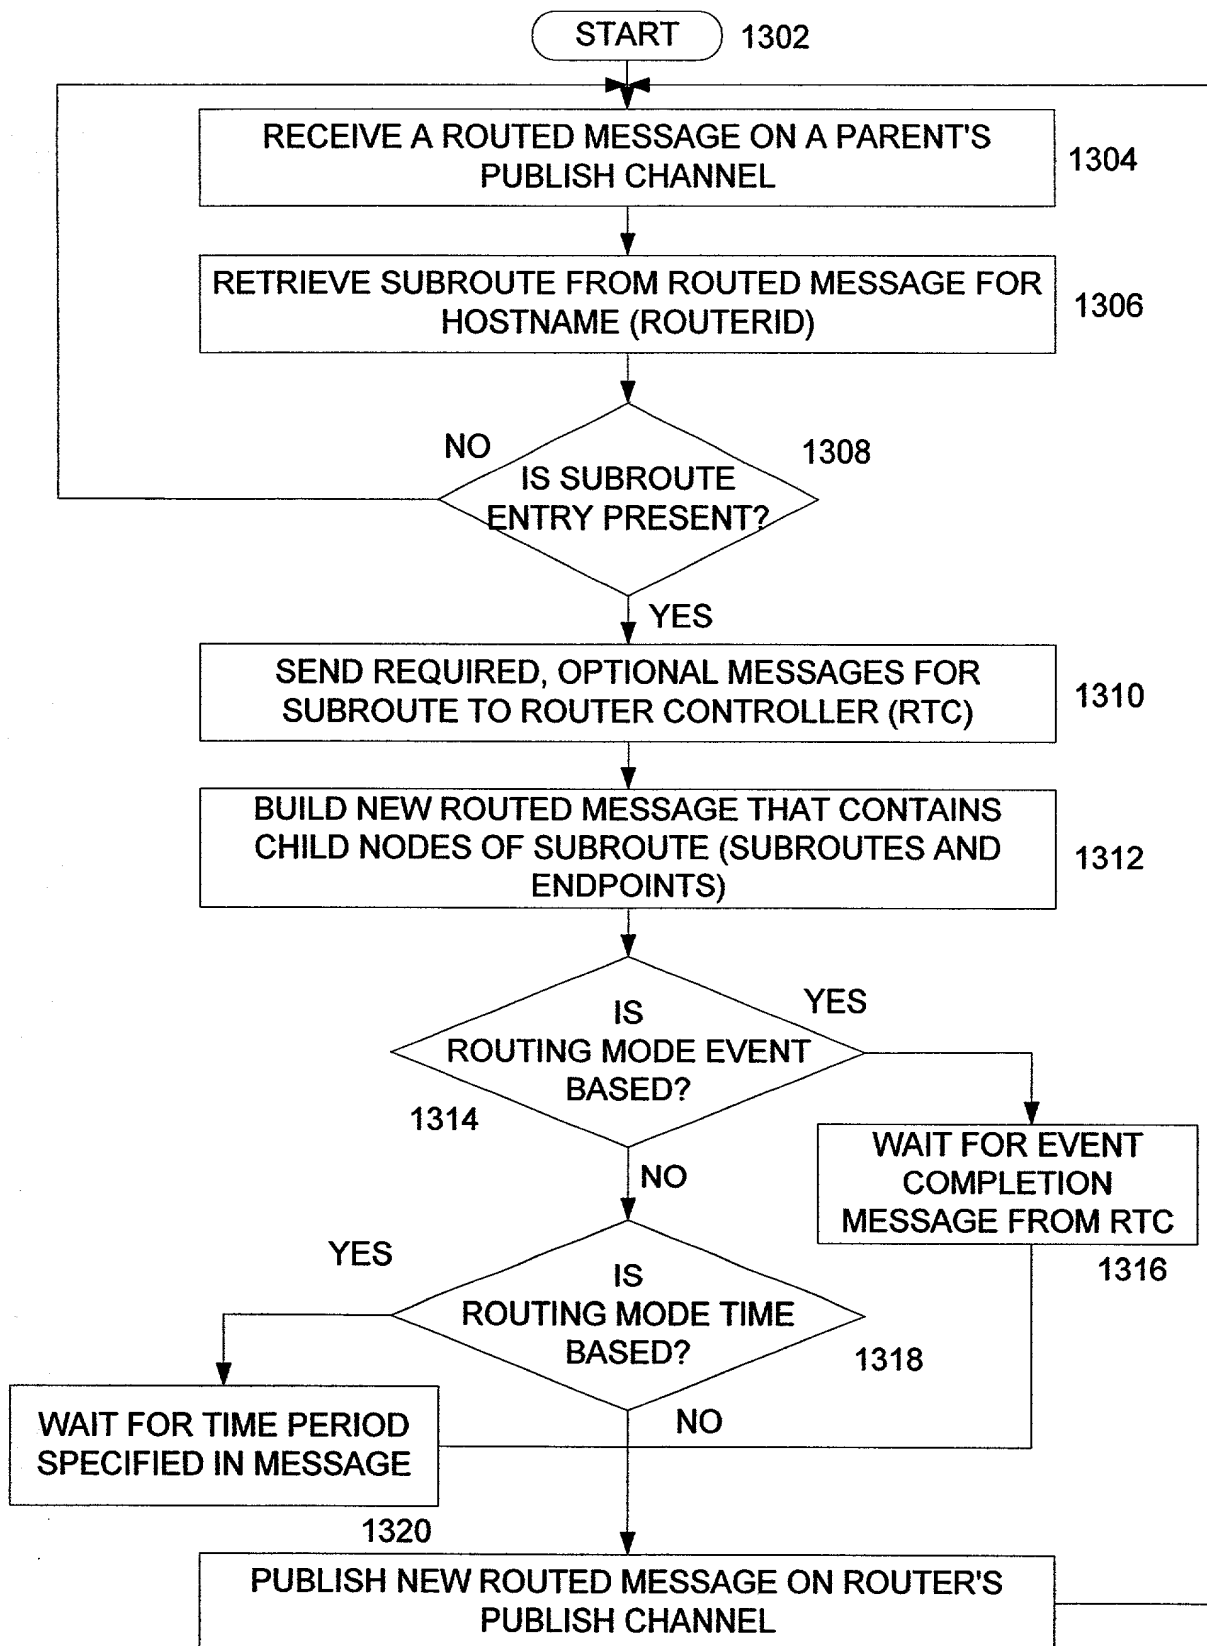 START
1302
RECEIVE A ROUTED MESSAGE ON A PARENT'S
PUBLISH CHANNEL
1304
RETRIEVE SUBROUTE FROM ROUTED MESSAGE FOR
HOSTNAME (ROUTERID)
1306
NO
1308
IS SUBROUTE
ENTRY PRESENT?
YES
SEND REQUIRED, OPTIONAL MESSAGES FOR
SUBROUTE TO ROUTER CONTROLLER (RTC)
1310
BUILD NEW ROUTED MESSAGE THAT CONTAINS
CHILD NODES OF SUBROUTE (SUBROUTES AND
ENDPOINTS)
1312
IS
ROUTING MODE EVENT
BASED?
YES
1314
NO
WAIT FOR EVENT
COMPLETION
MESSAGE FROM RTC
1316
YES
IS
ROUTING MODE TIME
BASED?
1318
NO
WAIT FOR TIME PERIOD
SPECIFIED IN MESSAGE
1320
PUBLISH NEW ROUTED MESSAGE ON ROUTER'S
PUBLISH CHANNEL